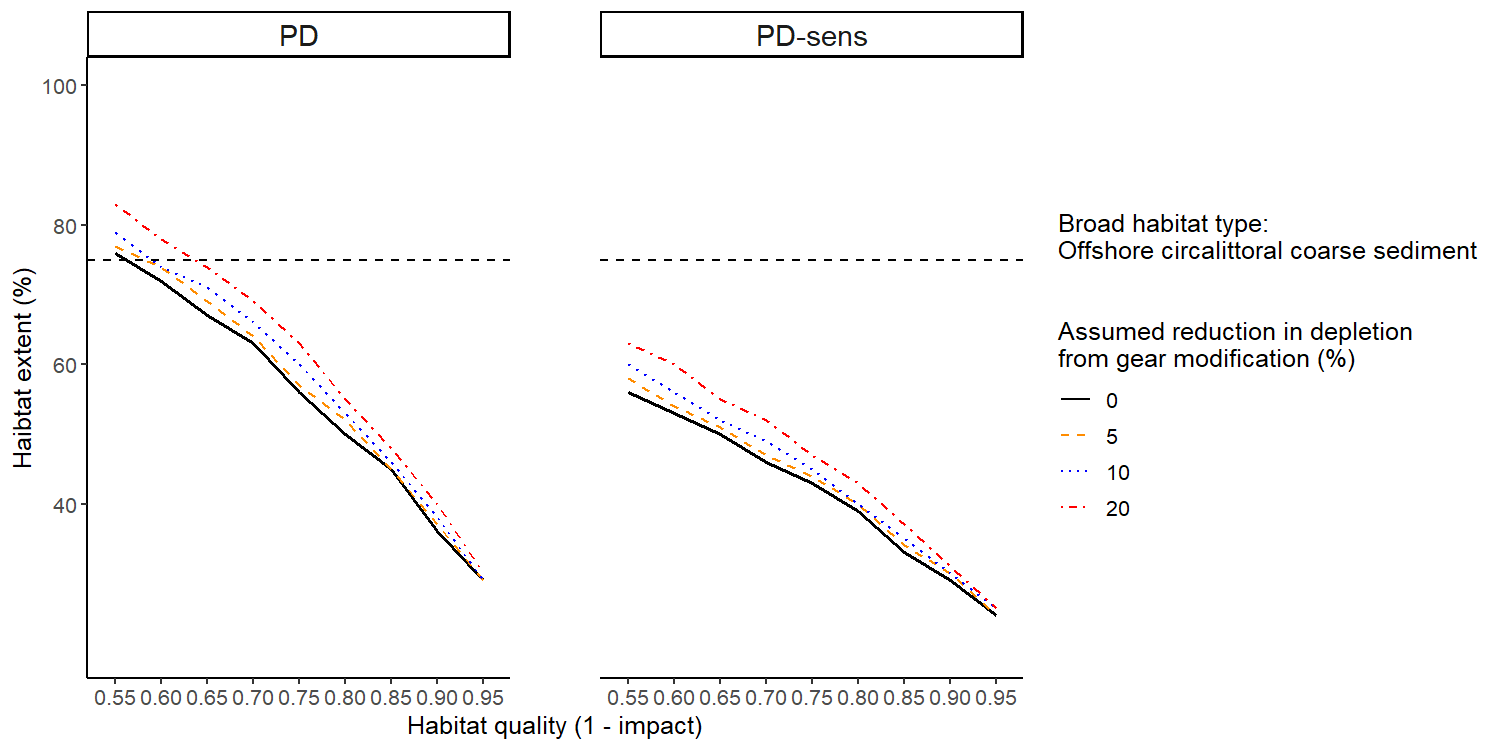 PD
PD-sens
100
80
60
40
Haibtat extent (%)
0.55 0.60 0.65 0.70 0.75 0.80 0.85 0.90 0.95
0.55 0.60 0.65 0.70 0.75 0.80 0.85 0.90 0.95
Habitat quality (1 - impact)
Broad habitat type:
Offshore circalittoral coarse sediment
Assumed reduction in depletion
from gear modification (%)
0
5
10
20